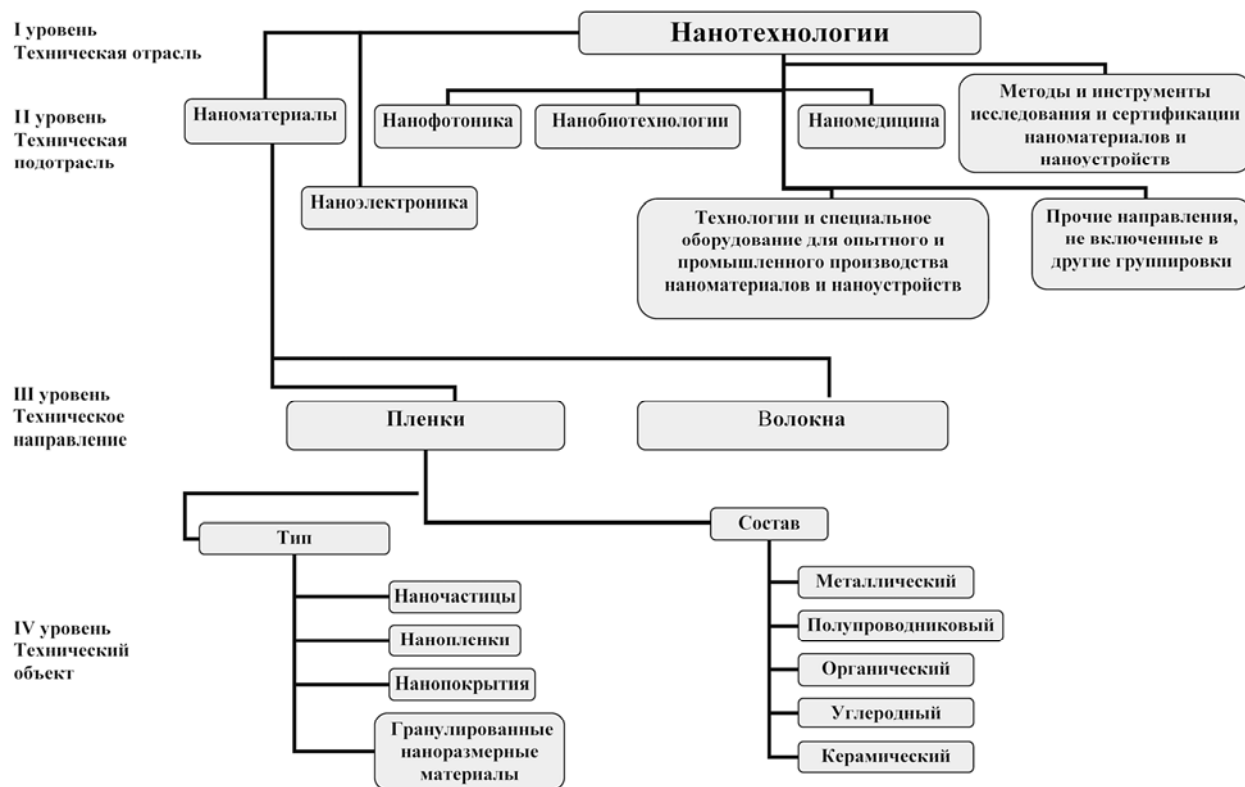 I уровень
Техническая отрасль
Нанотехнологии
II уровень
Техническая
подотрасль
Наноматериалы
Нанофотоника
Нанобиотехнологии
Наномедицина
Методы и инструменты
исследования и сертификации
наноматериалов и
наноустройств
Наноэлектроника
Технологии и специальное
оборудование для опытного и
промышленного производства
наноматериалов и наноустройств
Прочие направления,
не включенные в
другие группировки
III уровень
Техническое
направление
Пленки
Волокна
Тип
Состав
IV уровень
Технический
объект
Наночастицы
Нанопленки
Нанопокрытия
Гранулированные
наноразмерные
материалы
Металлический
Полупроводниковый
Органический
Углеродный
Керамический